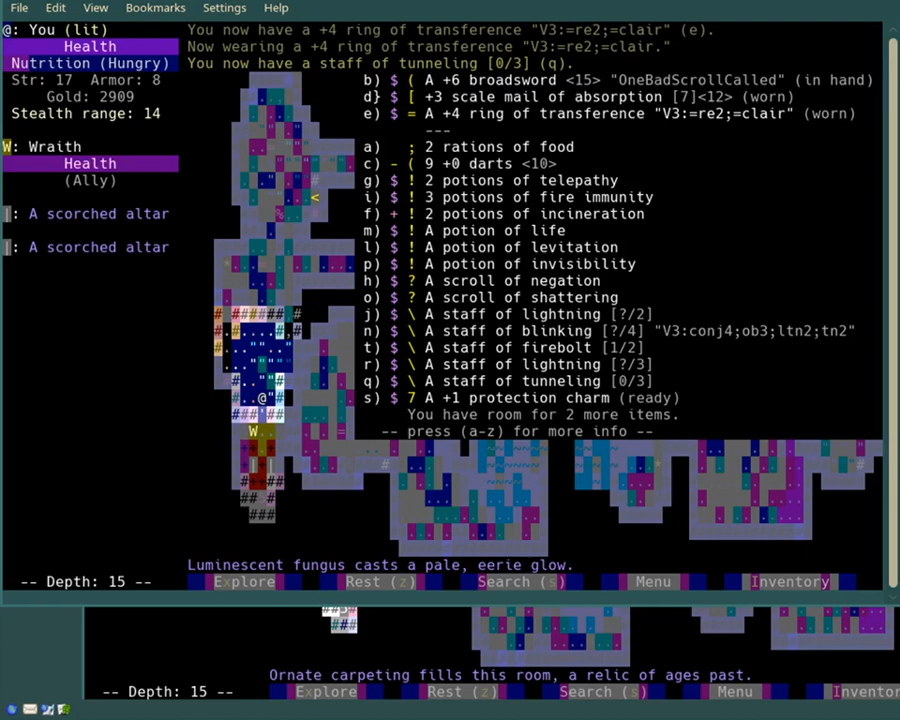 File Edit View Bookmarks Settings Help
@: You (lit)
Health
Nutrition (Hungry)
Str: 17 Armor: 8
Gold: 2909
Stealth range: 14
W: Wraith
Health
(Ally)
|: A scorched altar
|: A scorched altar
You now have a +4 ring of transference "V3:=re2;=clair" (e).
Now wearing a +4 ring of transference "V3:=re2;=clair."
You now have a staff of tunneling [0/3] (q).
b) $ ( A +6 broadsword <15> "OneBadScrollCalled" (in hand)
d} $ [ +3 scale mail of absorption [7]<12> (worn)
e) $ = A +4 ring of transference "V3:=re2;=clair" (worn)
---
a) ; 2 rations of food
c) - ( 9 +0 darts <10>
g) $ ! 2 potions of telepathy
i) $ ! 3 potions of fire immunity
f) + ! 2 potions of incineration
m) $ ! A potion of life
l) $ ! A potion of levitation
p) $ ! A potion of invisibility
h) $ ? A scroll of negation
o) $ ? A scroll of shattering
j) $ \ A staff of lightning [?/2]
n) $ \ A staff of blinking [?/4] "V3:conj4;ob3;ltn2;tn2"
t) $ \ A staff of firebolt [1/2]
r) $ \ A staff of lightning [?/3]
q) $ \ A staff of tunneling [0/3]
s) $ 7 A +1 protection charm (ready)
You have room for 2 more items.
-- press (a-z) for more info --
Luminescent fungus casts a pale, eerie glow.
-- Depth: 15 -- Explore Rest (z) Search (s) Menu Inventory
Ornate carpeting fills this room, a relic of ages past.
-- Depth: 15 -- Explore Rest (z) Search (s) Menu Inventor